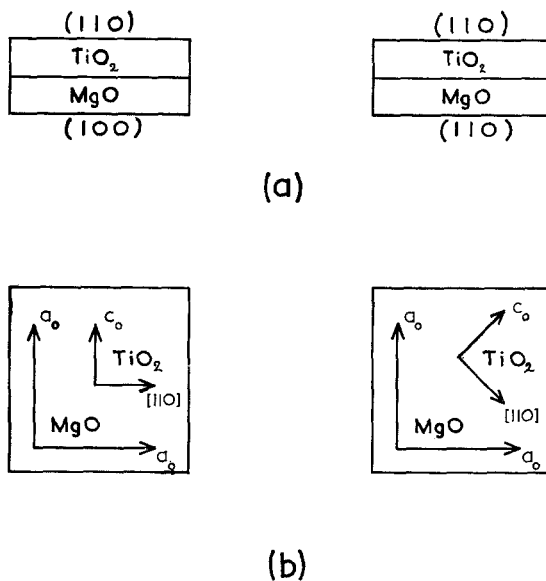 (110) (110)
TiO₂ TiO₂
MgO MgO
(100) (110)
(a)
a₀ c₀ a₀ c₀
TiO₂ TiO₂
[110] [110]
MgO MgO
a₀ a₀
(b)